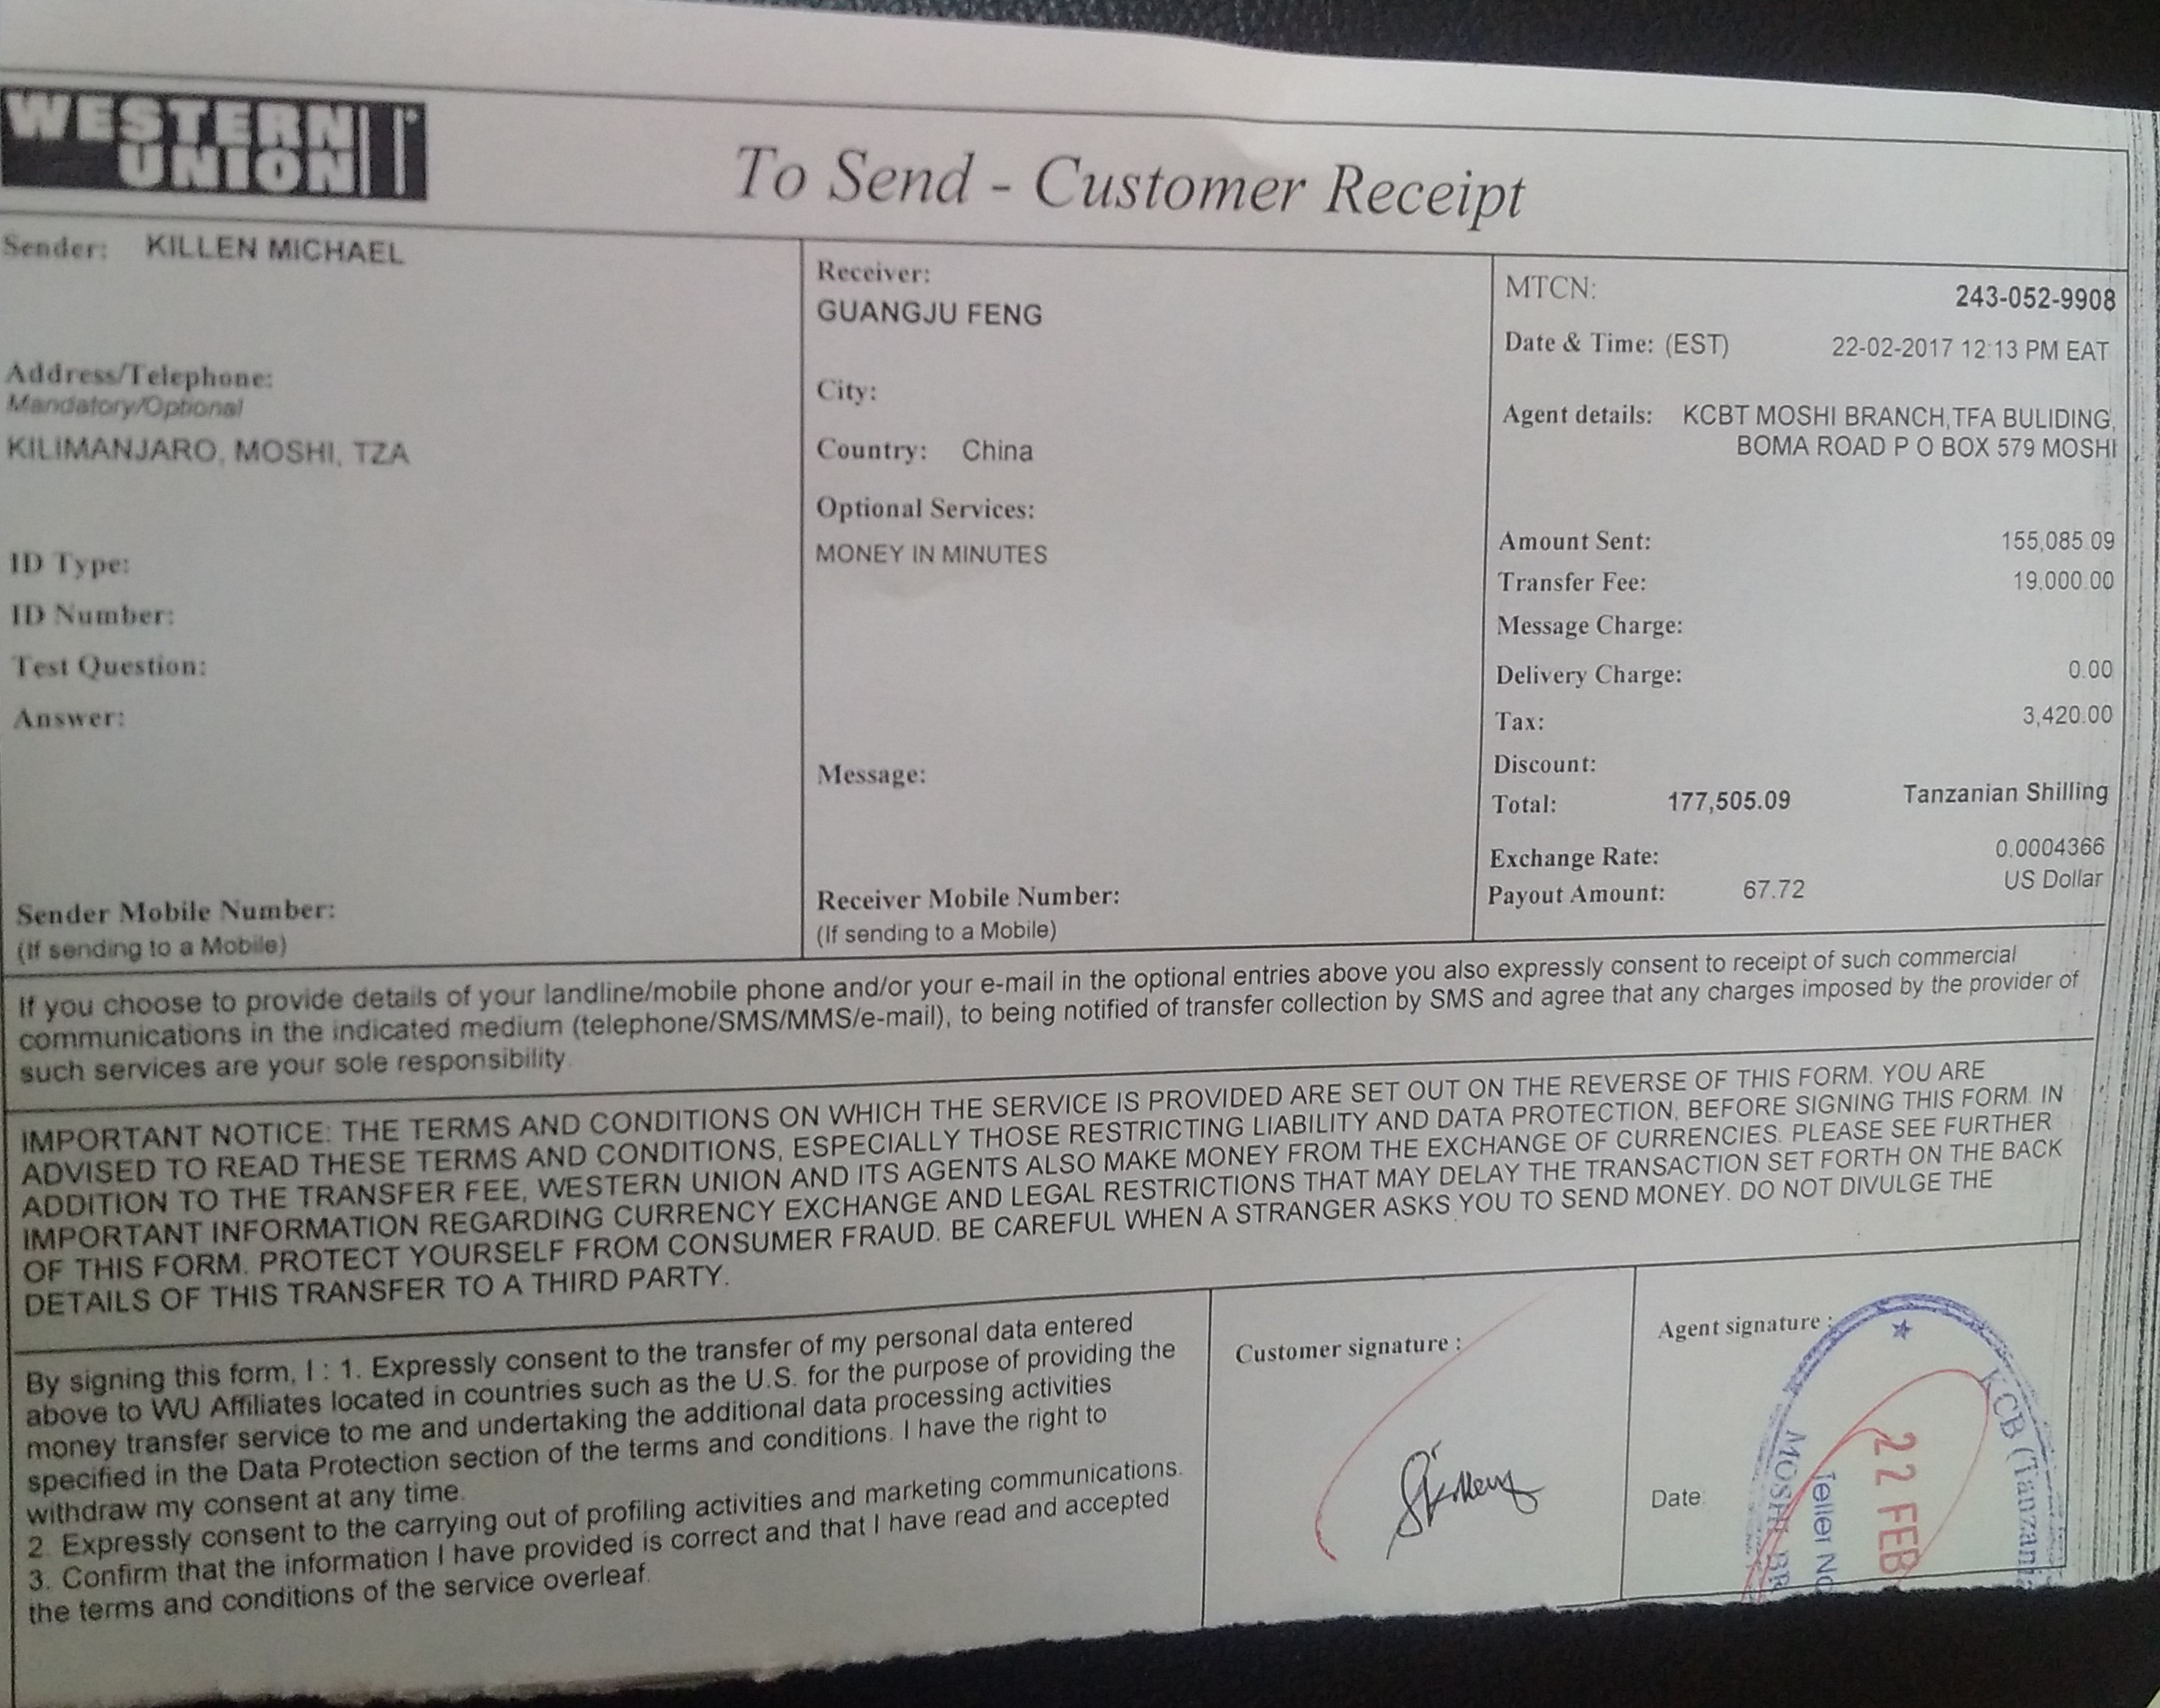 WESTERN
UNION
To Send - Customer Receipt
Sender: KILLEN MICHAEL
Address/Telephone:
Mandatory/Optional
KILIMANJARO, MOSHI, TZA
ID Type:
ID Number:
Test Question:
Answer:
Sender Mobile Number:
(If sending to a Mobile)
Receiver:
GUANGJU FENG
City:
Country: China
Optional Services:
MONEY IN MINUTES
Message:
Receiver Mobile Number:
(If sending to a Mobile)
MTCN: 243-052-9908
Date & Time: (EST) 22-02-2017 12:13 PM EAT
Agent details: KCBT MOSHI BRANCH,TFA BULIDING,
BOMA ROAD P O BOX 579 MOSHI
Amount Sent: 155,085.09
Transfer Fee: 19,000.00
Message Charge:
Delivery Charge: 0.00
Tax: 3,420.00
Discount:
Total: 177,505.09 Tanzanian Shilling
Exchange Rate: 0.0004366
Payout Amount: 67.72 US Dollar
If you choose to provide details of your landline/mobile phone and/or your e-mail in the optional entries above you also expressly consent to receipt of such commercial
communications in the indicated medium (telephone/SMS/MMS/e-mail), to being notified of transfer collection by SMS and agree that any charges imposed by the provider of
such services are your sole responsibility.
IMPORTANT NOTICE: THE TERMS AND CONDITIONS ON WHICH THE SERVICE IS PROVIDED ARE SET OUT ON THE REVERSE OF THIS FORM. YOU ARE
ADVISED TO READ THESE TERMS AND CONDITIONS, ESPECIALLY THOSE RESTRICTING LIABILITY AND DATA PROTECTION, BEFORE SIGNING THIS FORM. IN
ADDITION TO THE TRANSFER FEE, WESTERN UNION AND ITS AGENTS ALSO MAKE MONEY FROM THE EXCHANGE OF CURRENCIES. PLEASE SEE FURTHER
IMPORTANT INFORMATION REGARDING CURRENCY EXCHANGE AND LEGAL RESTRICTIONS THAT MAY DELAY THE TRANSACTION SET FORTH ON THE BACK
OF THIS FORM. PROTECT YOURSELF FROM CONSUMER FRAUD. BE CAREFUL WHEN A STRANGER ASKS YOU TO SEND MONEY. DO NOT DIVULGE THE
DETAILS OF THIS TRANSFER TO A THIRD PARTY.
By signing this form, I : 1. Expressly consent to the transfer of my personal data entered
above to WU Affiliates located in countries such as the U.S. for the purpose of providing the
money transfer service to me and undertaking the additional data processing activities
specified in the Data Protection section of the terms and conditions. I have the right to
withdraw my consent at any time.
2. Expressly consent to the carrying out of profiling activities and marketing communications.
3. Confirm that the information I have provided is correct and that I have read and accepted
the terms and conditions of the service overleaf.
Customer signature :
Agent signature :
Date:
KCB (Tanzania
22 FEB
Teller No
MOSHI BR